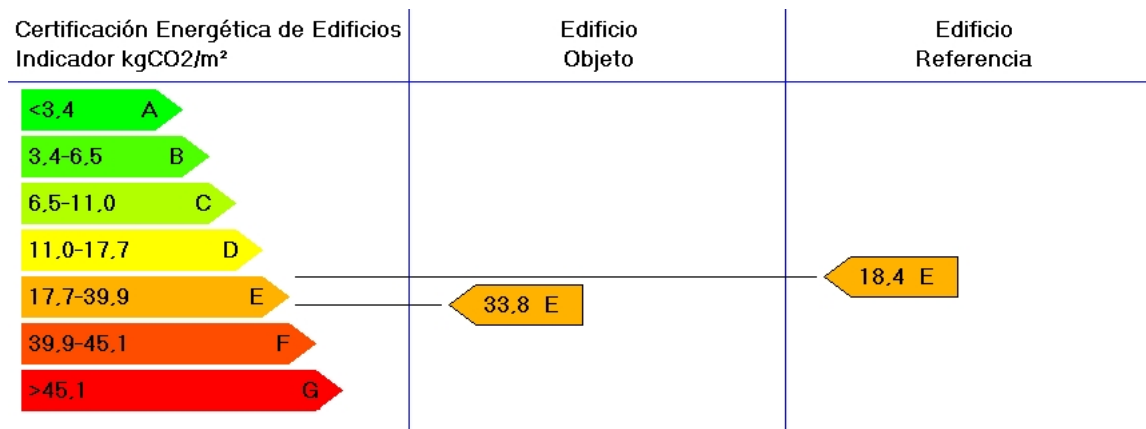 Certificación Energética de Edificios
Indicador kgCO2/m²
Edificio
Objeto
Edificio
Referencia
<3,4 A
3,4-6,5 B
6,5-11,0 C
11,0-17,7 D
17,7-39,9 E
39,9-45,1 F
>45,1 G
33,8 E
18,4 E